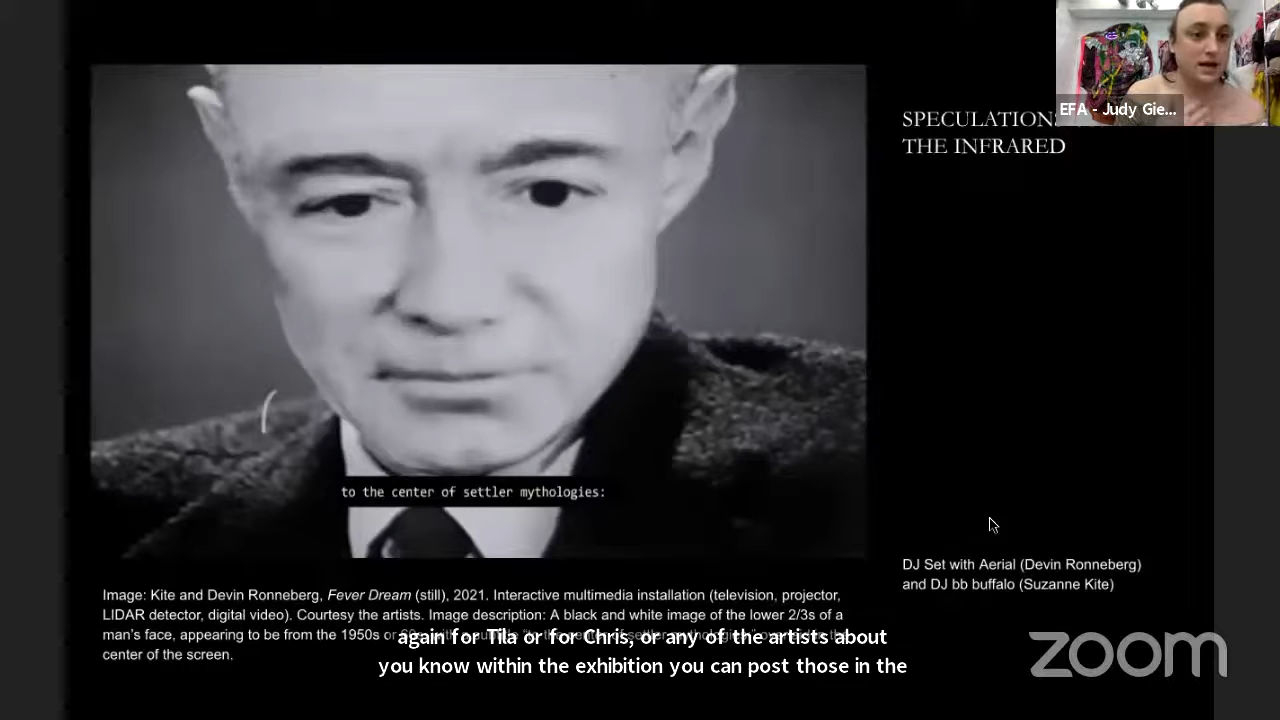 EFA - Judy Gie...
SPECULATIONS
THE INFRARED
to the center of settler mythologies:
DJ Set with Aerial (Devin Ronneberg)
and DJ bb buffalo (Suzanne Kite)
Image: Kite and Devin Ronneberg, Fever Dream (still), 2021. Interactive multimedia installation (television, projector,
LIDAR detector, digital video). Courtesy the artists. Image description: A black and white image of the lower 2/3s of a
man's face, appearing to be from the 1950s or
center of the screen.
again for Tila or for Chris, or any of the artists about
you know within the exhibition you can post those in the
zoom